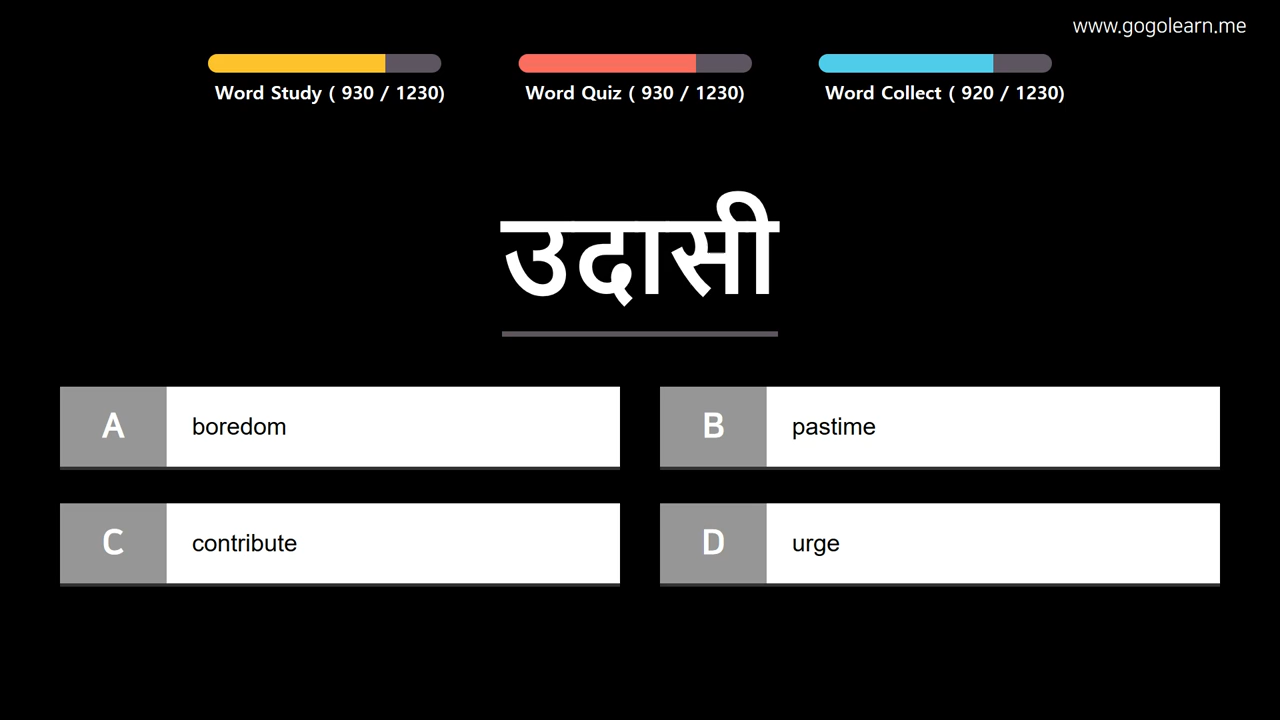 www.gogolearn.me
Word Study ( 930 / 1230)
Word Quiz ( 930 / 1230)
Word Collect ( 920 / 1230)
उदासी
A
boredom
B
pastime
C
contribute
D
urge